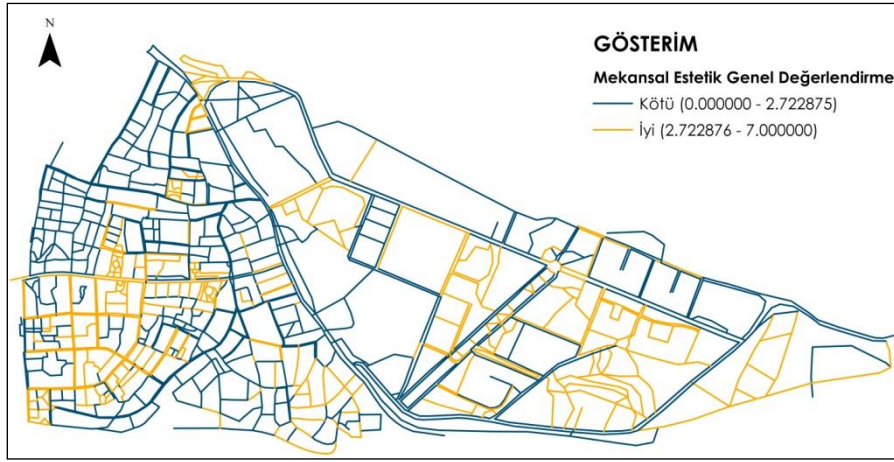 N
GÖSTERİM
Mekansal Estetik Genel Değerlendirme
Kötü (0.000000 - 2.722875)
İyi (2.722876 - 7.000000)